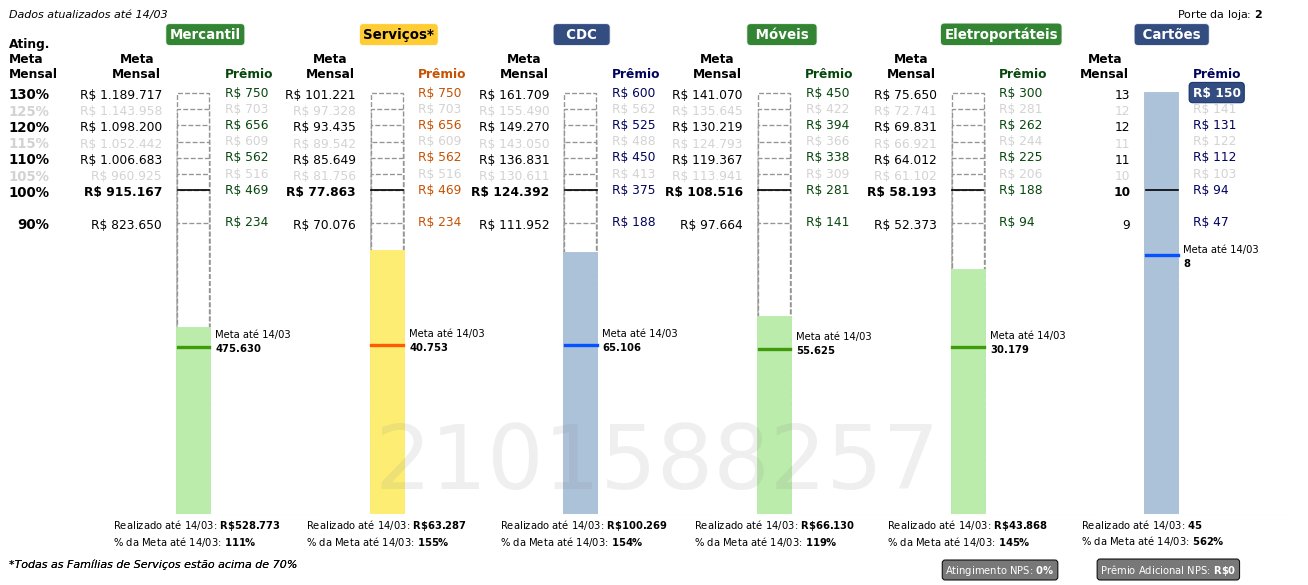 Dados atualizados até 14/03
Porte da loja: 2
Mercantil Serviços* CDC Móveis Eletroportáteis Cartões
Ating.
Meta Meta Meta Meta Meta Meta Meta
Mensal Mensal Prêmio Mensal Prêmio Mensal Prêmio Mensal Prêmio Mensal Prêmio Mensal Prêmio
130% R$ 1.189.717 R$ 750 R$ 101.221 R$ 750 R$ 161.709 R$ 600 R$ 141.070 R$ 450 R$ 75.650 R$ 300 13 R$ 150
125% R$ 1.143.958 R$ 703 R$ 97.328 R$ 703 R$ 155.490 R$ 562 R$ 135.645 R$ 422 R$ 72.741 R$ 281 12 R$ 141
120% R$ 1.098.200 R$ 656 R$ 93.435 R$ 656 R$ 149.270 R$ 525 R$ 130.219 R$ 394 R$ 69.831 R$ 262 12 R$ 131
115% R$ 1.052.442 R$ 609 R$ 89.542 R$ 609 R$ 143.050 R$ 488 R$ 124.793 R$ 366 R$ 66.921 R$ 244 11 R$ 122
110% R$ 1.006.683 R$ 562 R$ 85.649 R$ 562 R$ 136.831 R$ 450 R$ 119.367 R$ 338 R$ 64.012 R$ 225 11 R$ 112
105% R$ 960.925 R$ 516 R$ 81.756 R$ 516 R$ 130.611 R$ 413 R$ 113.941 R$ 309 R$ 61.102 R$ 206 10 R$ 103
100% R$ 915.167 R$ 469 R$ 77.863 R$ 469 R$ 124.392 R$ 375 R$ 108.516 R$ 281 R$ 58.193 R$ 188 10 R$ 94
90% R$ 823.650 R$ 234 R$ 70.076 R$ 234 R$ 111.952 R$ 188 R$ 97.664 R$ 141 R$ 52.373 R$ 94 9 R$ 47
Meta até 14/03
8
Meta até 14/03 Meta até 14/03 Meta até 14/03 Meta até 14/03 Meta até 14/03
475.630 40.753 65.106 55.625 30.179
2101588257
Realizado até 14/03: R$528.773 Realizado até 14/03: R$63.287 Realizado até 14/03: R$100.269 Realizado até 14/03: R$66.130 Realizado até 14/03: R$43.868 Realizado até 14/03: 45
% da Meta até 14/03: 111% % da Meta até 14/03: 155% % da Meta até 14/03: 154% % da Meta até 14/03: 119% % da Meta até 14/03: 145% % da Meta até 14/03: 562%
*Todas as Famílias de Serviços estão acima de 70%
Atingimento NPS: 0% Prêmio Adicional NPS: R$0